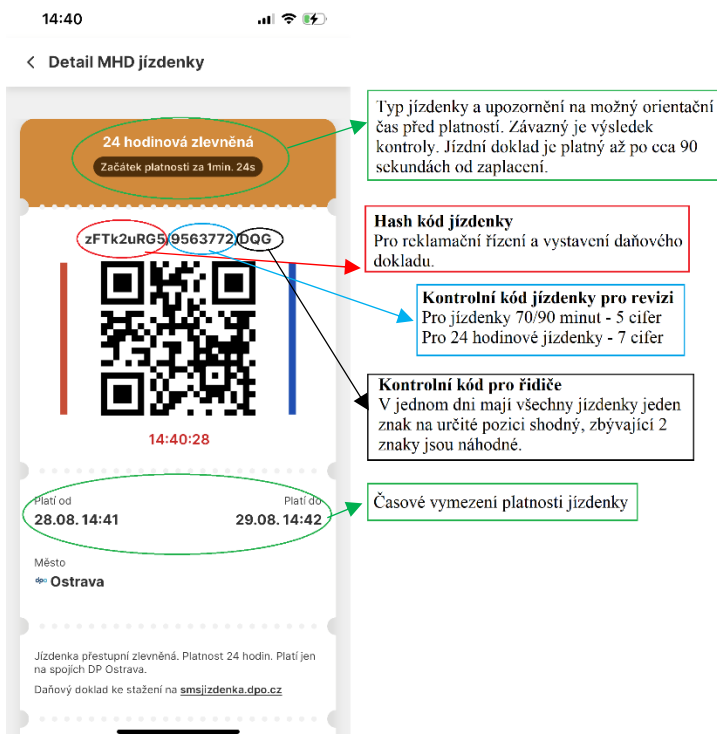 14:40
Detail MHD jízdenky
24 hodinová zlevněná
Začátek platnosti za 1min. 24s
zFTk2uRG5/9563772/DQG
14:40:28
Platí od
Platí do
28.08. 14:41
29.08. 14:42
Město
dpo Ostrava
Jízdenka přestupní zlevněná. Platnost 24 hodin. Platí jen
na spojích DP Ostrava.
Daňový doklad ke stažení na smsjizdenka.dpo.cz
Typ jízdenky a upozornění na možný orientační
čas před platností. Závazný je výsledek
kontroly. Jízdní doklad je platný až po cca 90
sekundách od zaplacení.
Hash kód jízdenky
Pro reklamační řízení a vystavení daňového
dokladu.
Kontrolní kód jízdenky pro revizi
Pro jízdenky 70/90 minut - 5 cifer
Pro 24 hodinové jízdenky - 7 cifer
Kontrolní kód pro řidiče
V jednom dni mají všechny jízdenky jeden
znak na určité pozici shodný, zbývající 2
znaky jsou náhodné.
Časové vymezeni platnosti jízdenky